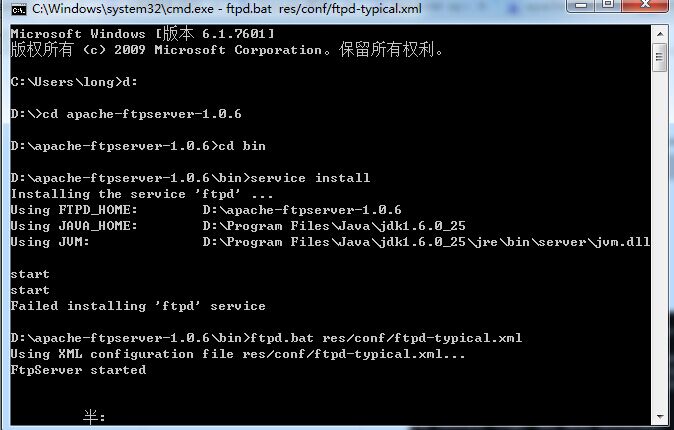 C:\Windows\system32\cmd.exe - ftpd.bat  res/conf/ftpd-typical.xml
Microsoft Windows [版本 6.1.7601]
版权所有 (c) 2009 Microsoft Corporation。保留所有权利。
C:\Users\long>d:
D:\>cd apache-ftpserver-1.0.6
D:\apache-ftpserver-1.0.6>cd bin
D:\apache-ftpserver-1.0.6\bin>service install
Installing the service 'ftpd' ...
Using FTPD_HOME:        D:\apache-ftpserver-1.0.6
Using JAVA_HOME:        D:\Program Files\Java\jdk1.6.0_25
Using JVM:              D:\Program Files\Java\jdk1.6.0_25\jre\bin\server\jvm.dll
start
start
Failed installing 'ftpd' service
D:\apache-ftpserver-1.0.6\bin>ftpd.bat res/conf/ftpd-typical.xml
Using XML configuration file res/conf/ftpd-typical.xml...
FtpServer started
半: